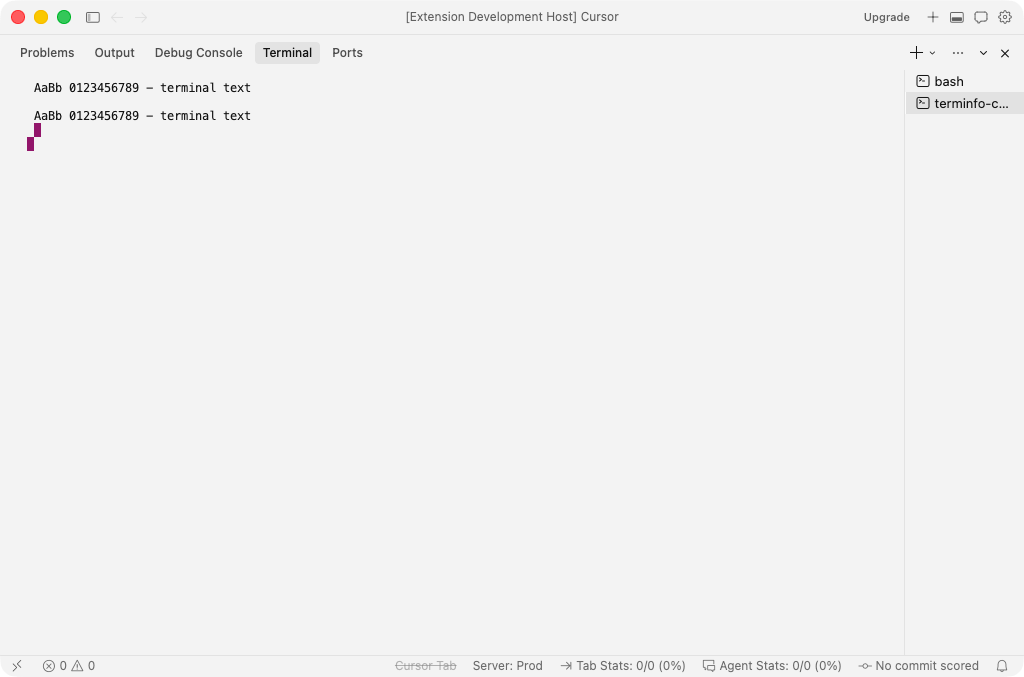 [Extension Development Host] Cursor
Upgrade
Problems Output Debug Console Terminal Ports
AaBb 0123456789 – terminal text
AaBb 0123456789 – terminal text
bash
terminfo-c...
0 0 Cursor Tab Server: Prod Tab Stats: 0/0 (0%) Agent Stats: 0/0 (0%) No commit scored